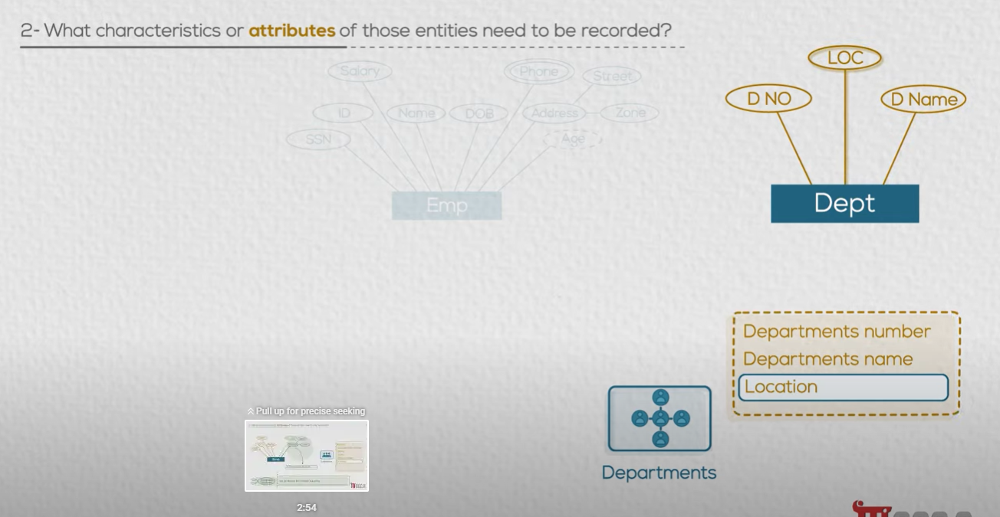 2- What characteristics or attributes of those entities need to be recorded?
Salary
Phone
Street
ID
Name
DOB
Address
Zone
SSN
Age
Emp
LOC
D NO
D Name
Dept
Departments number
Departments name
Location
Departments
Pull up for precise seeking
Emp
2:54